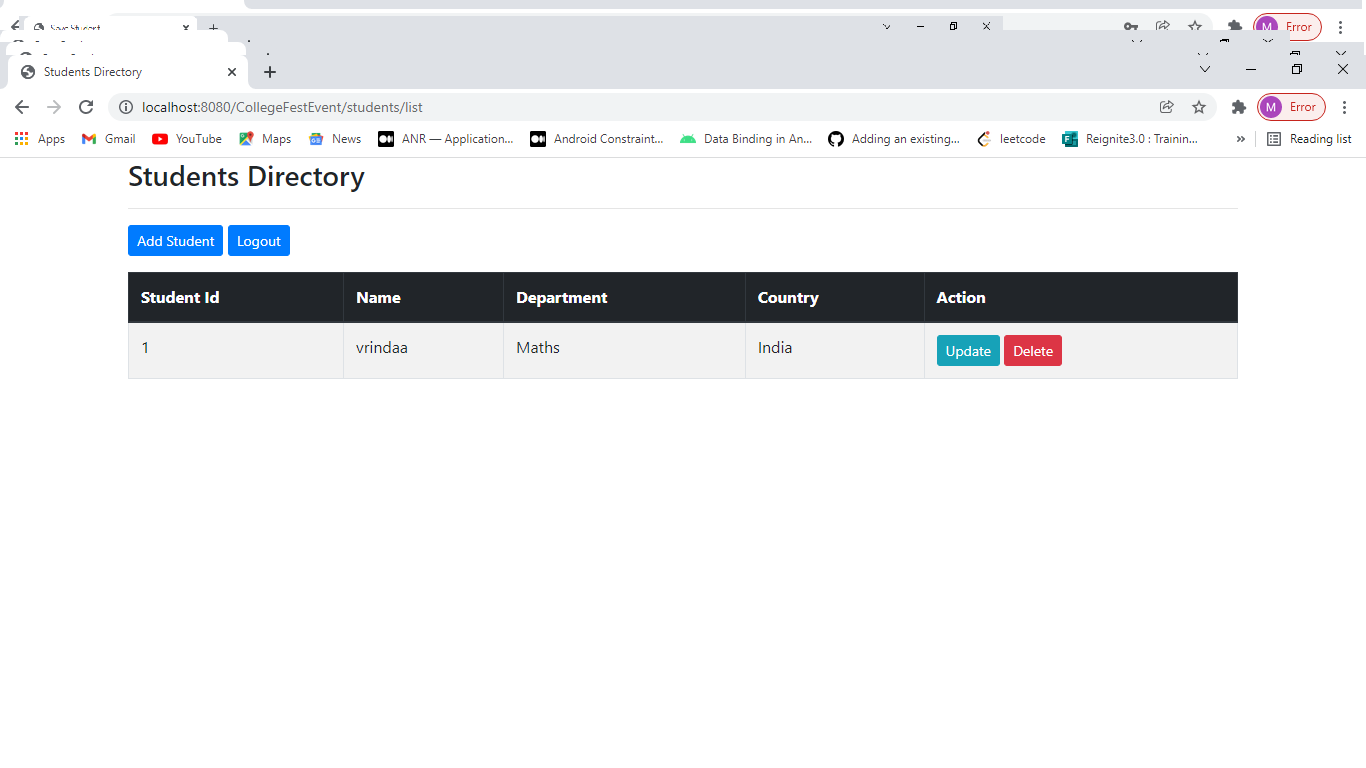 Error
Students Directory
localhost:8080/CollegeFestEvent/students/list
M Error
Apps Gmail YouTube Maps News ANR — Application... Android Constraint... Data Binding in An... Adding an existing... leetcode Reignite3.0 : Trainin... » Reading list
Students Directory
Add Student Logout
Student Id Name Department Country Action
1 vrindaa Maths India Update Delete